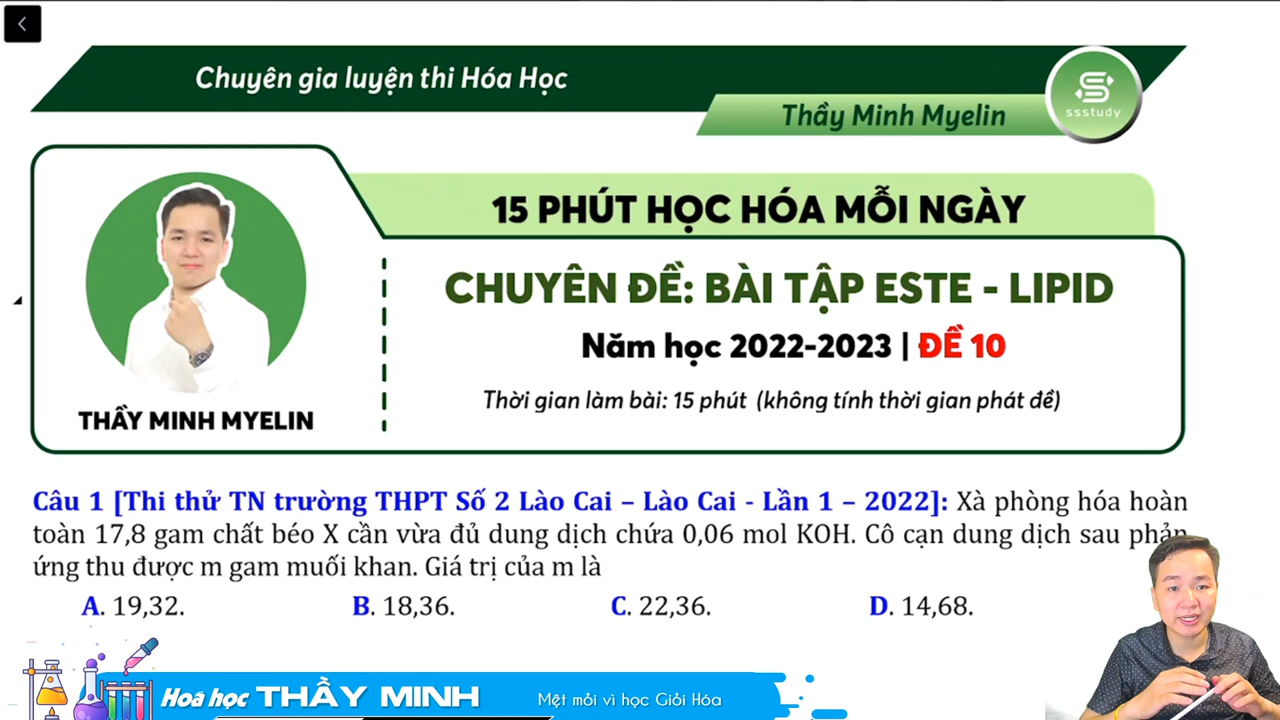 Chuyên gia luyện thi Hóa Học
Thầy Minh Myelin
ssstudy
15 PHÚT HỌC HÓA MỖI NGÀY
CHUYÊN ĐỀ: BÀI TẬP ESTE - LIPID
Năm học 2022-2023 | ĐỀ 10
Thời gian làm bài: 15 phút (không tính thời gian phát đề)
THẦY MINH MYELIN
Câu 1 [Thi thử TN trường THPT Số 2 Lào Cai – Lào Cai - Lần 1 – 2022]: Xà phòng hóa hoàn
toàn 17,8 gam chất béo X cần vừa đủ dung dịch chứa 0,06 mol KOH. Cô cạn dung dịch sau phản
ứng thu được m gam muối khan. Giá trị của m là
A. 19,32. B. 18,36. C. 22,36. D. 14,68.
Hoá học THẦY MINH Mệt mỏi vì học Giỏi Hóa